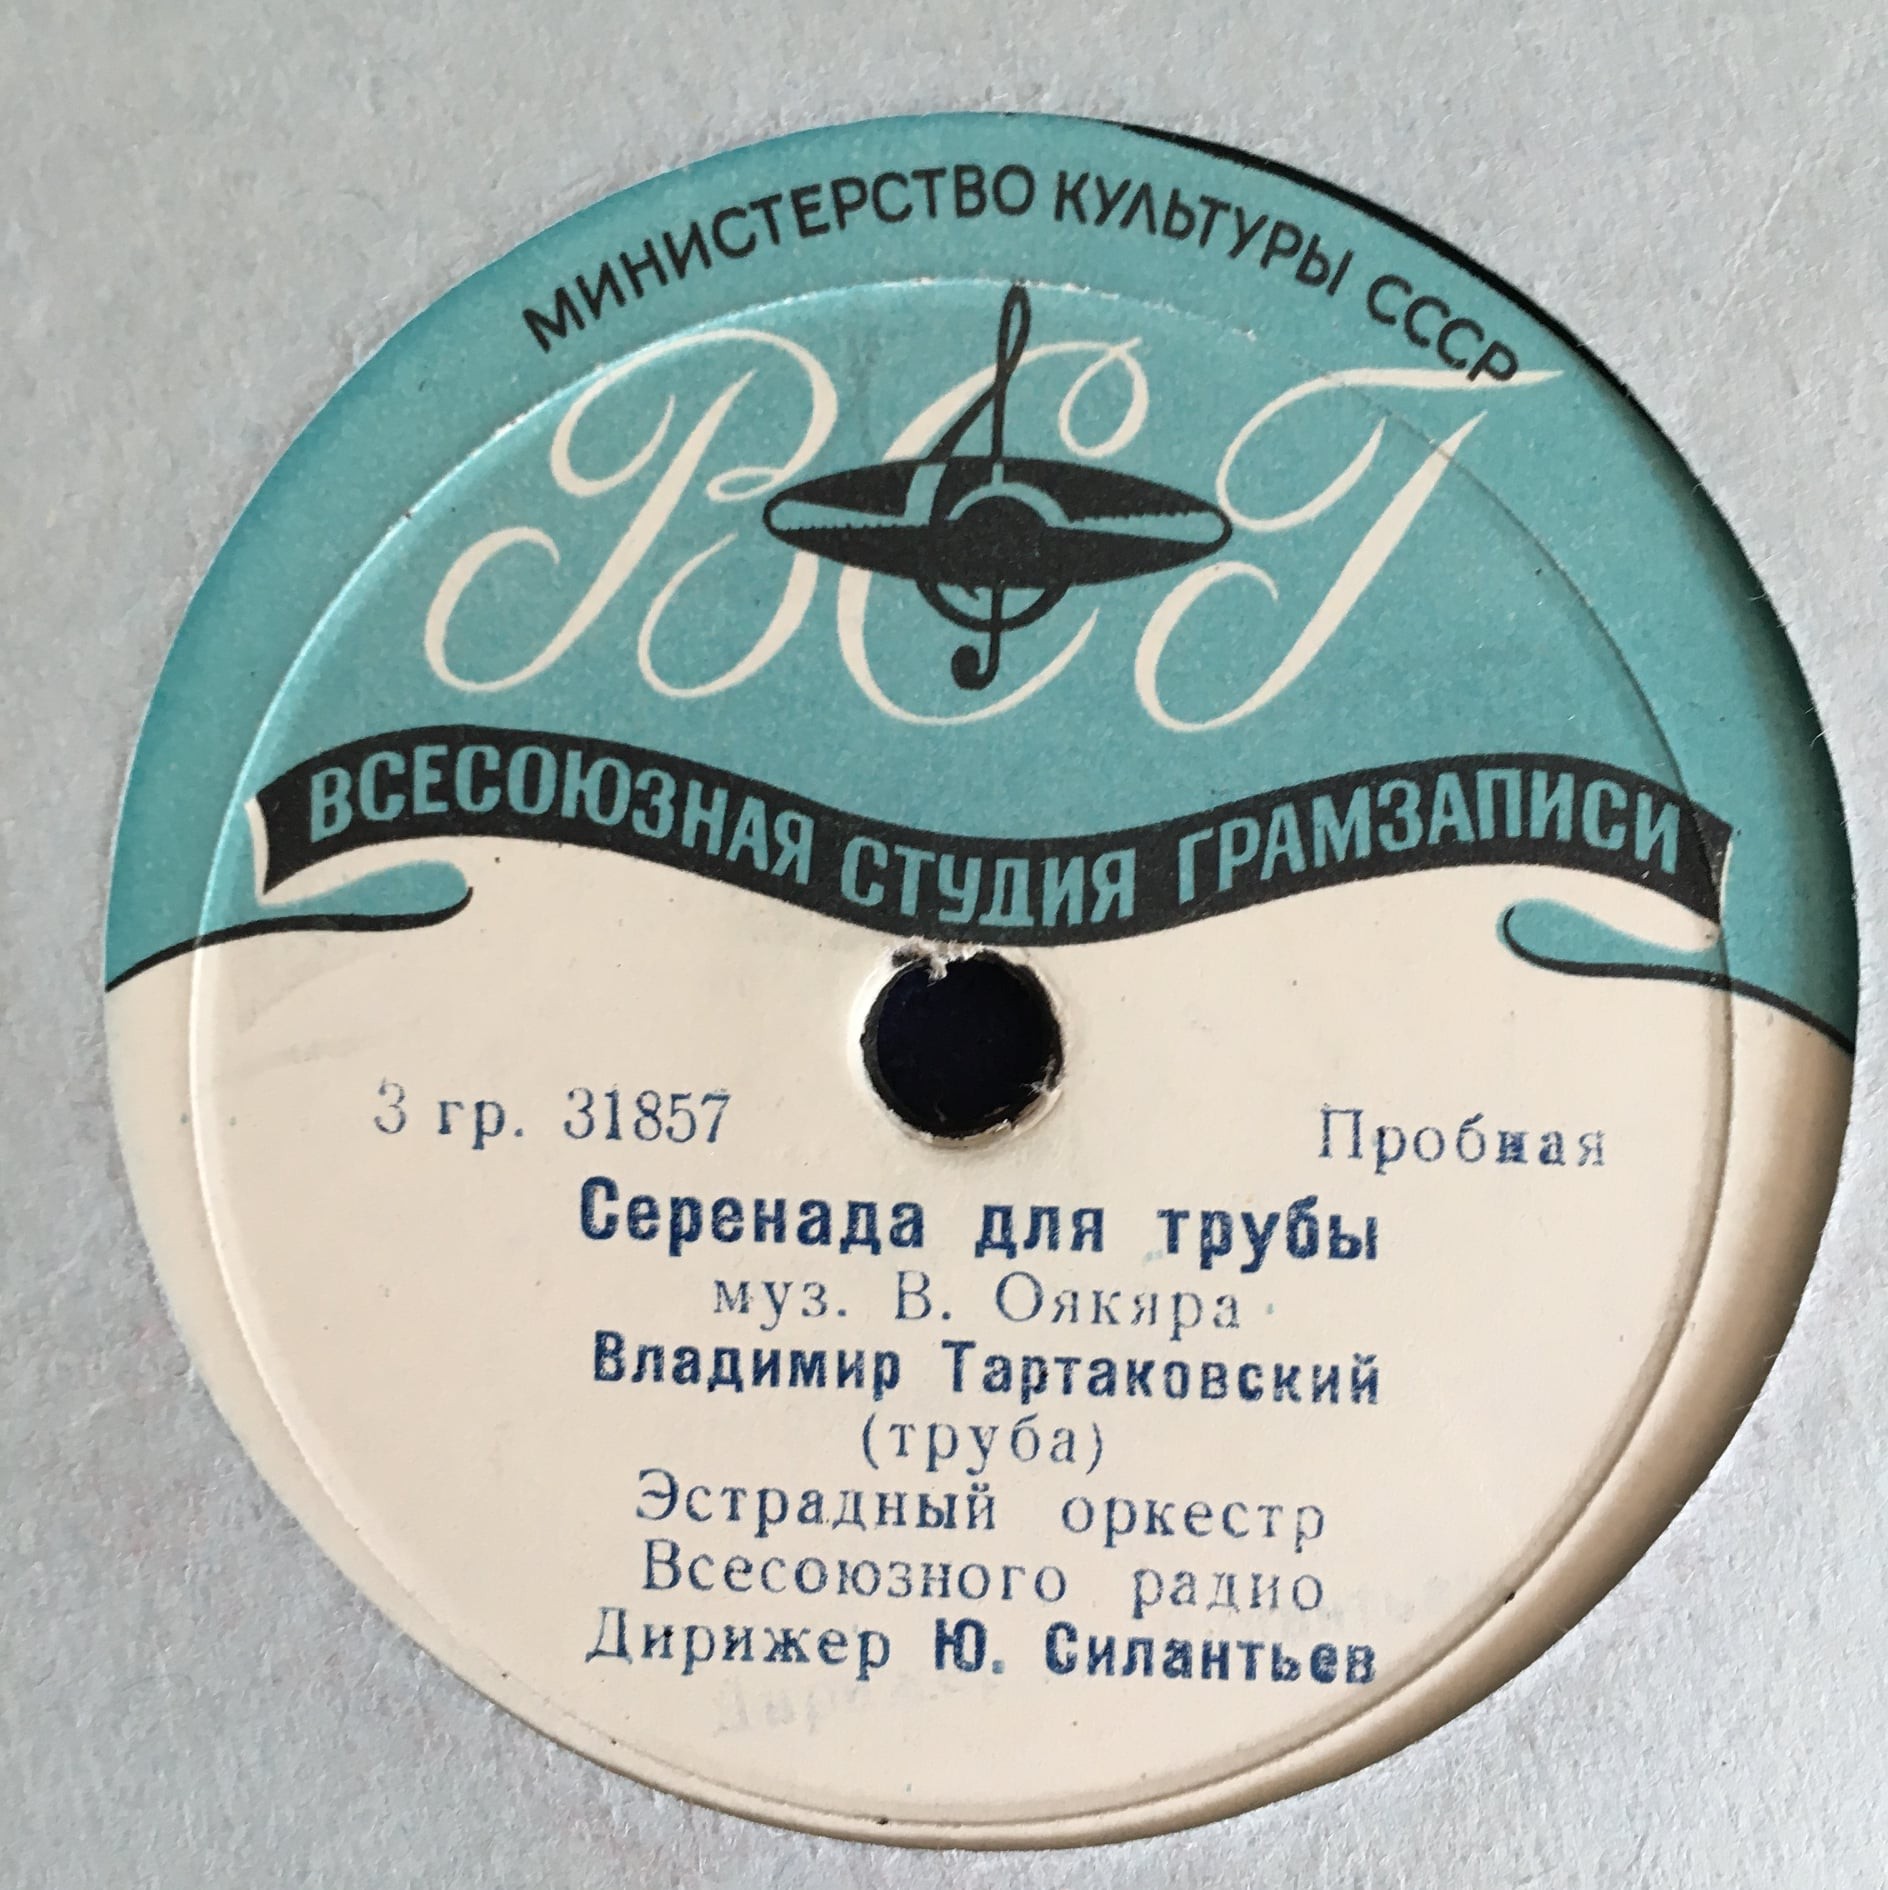 МИНИСТЕРСТВО КУЛЬТУРЫ СССР
ВСГ
ВСЕСОЮЗНАЯ СТУДИЯ ГРАМЗАПИСИ
3 гр. 31857 Пробная
Серенада для трубы
муз. В. Оякяра
Владимир Тартаковский
(труба)
Эстрадный оркестр
Всесоюзного радио
Дирижер Ю. Силантьев